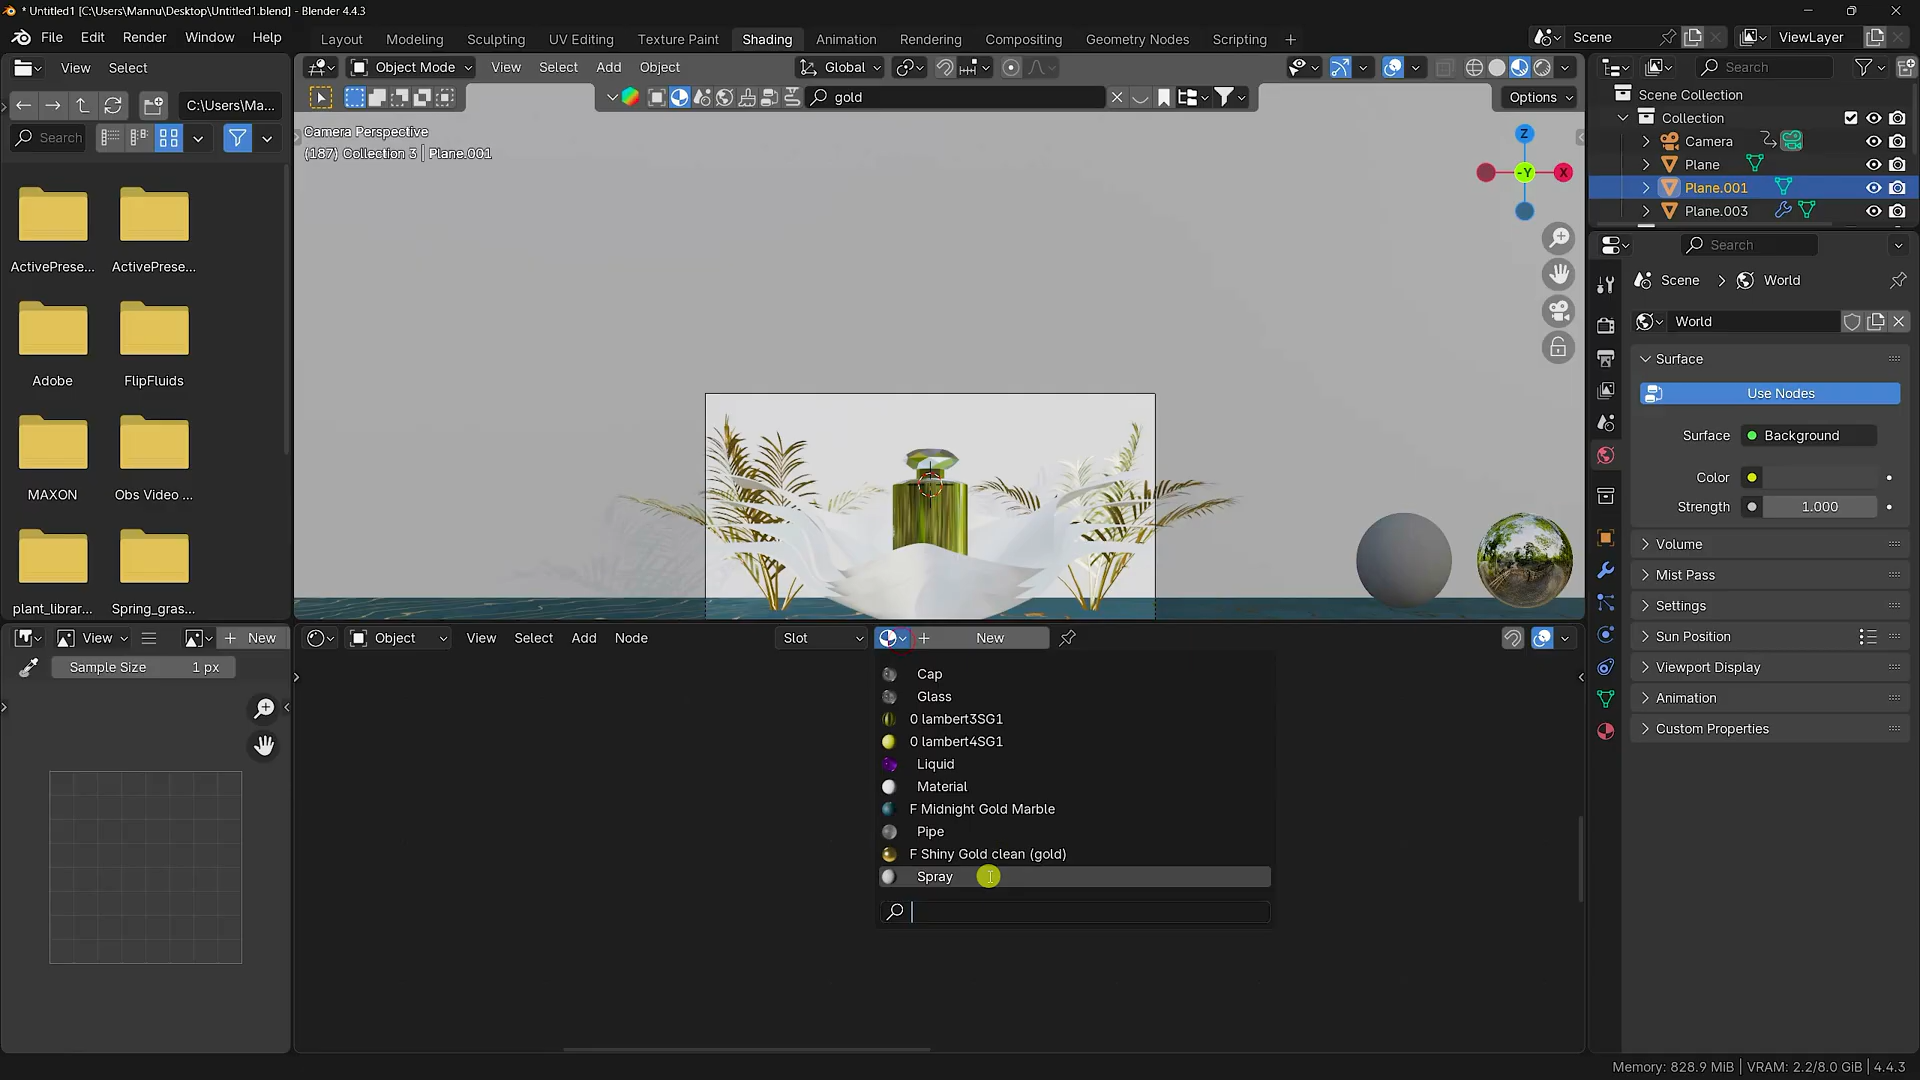 * Untitled1 [C:\Users\Mannu\Desktop\Untitled1.blend] - Blender 4.4.3
File Edit Render Window Help
Layout Modeling Sculpting UV Editing Texture Paint Shading Animation Rendering Compositing Geometry Nodes Scripting
Scene
ViewLayer
View Select
Object Mode View Select Add Object
Global
Search
C:\Users\Ma...
gold
Options
Scene Collection
Search
Collection
Camera Perspective
(187) Collection 3 | Plane.001
Z
X
-Y
Camera
Plane
Plane.001
Plane.003
ActivePrese... ActivePrese...
Adobe FlipFluids
MAXON Obs Video ...
plant_librar... Spring_gras...
Search
Scene > World
World
Surface
Use Nodes
Surface Background
Color
Strength 1.000
Volume
Mist Pass
Settings
Sun Position
Viewport Display
Animation
Custom Properties
View New
Sample Size 1 px
Object View Select Add Node
Slot
New
Cap
Glass
0 lambert3SG1
0 lambert4SG1
Liquid
Material
F Midnight Gold Marble
Pipe
F Shiny Gold clean (gold)
Spray
Memory: 828.9 MiB | VRAM: 2.2/8.0 GiB | 4.4.3